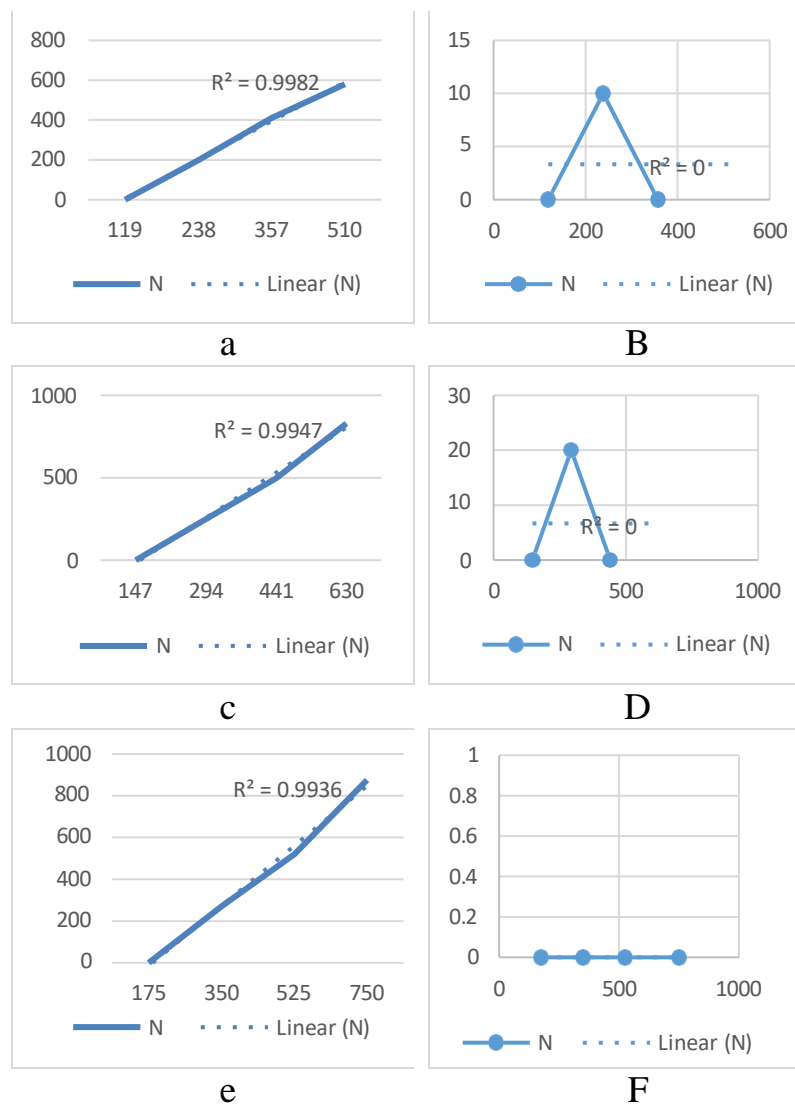 800
600
400
200
0
R² = 0.9982
119 238 357 510
N Linear (N)
a
15
10
5
0
R² = 0
0 200 400 600
N Linear (N)
B
1000
500
0
R² = 0.9947
147 294 441 630
N Linear (N)
c
30
20
10
0
R² = 0
0 500 1000
N Linear (N)
D
1000
800
600
400
200
0
R² = 0.9936
175 350 525 750
N Linear (N)
e
1
0.8
0.6
0.4
0.2
0
0 500 1000
N Linear (N)
F